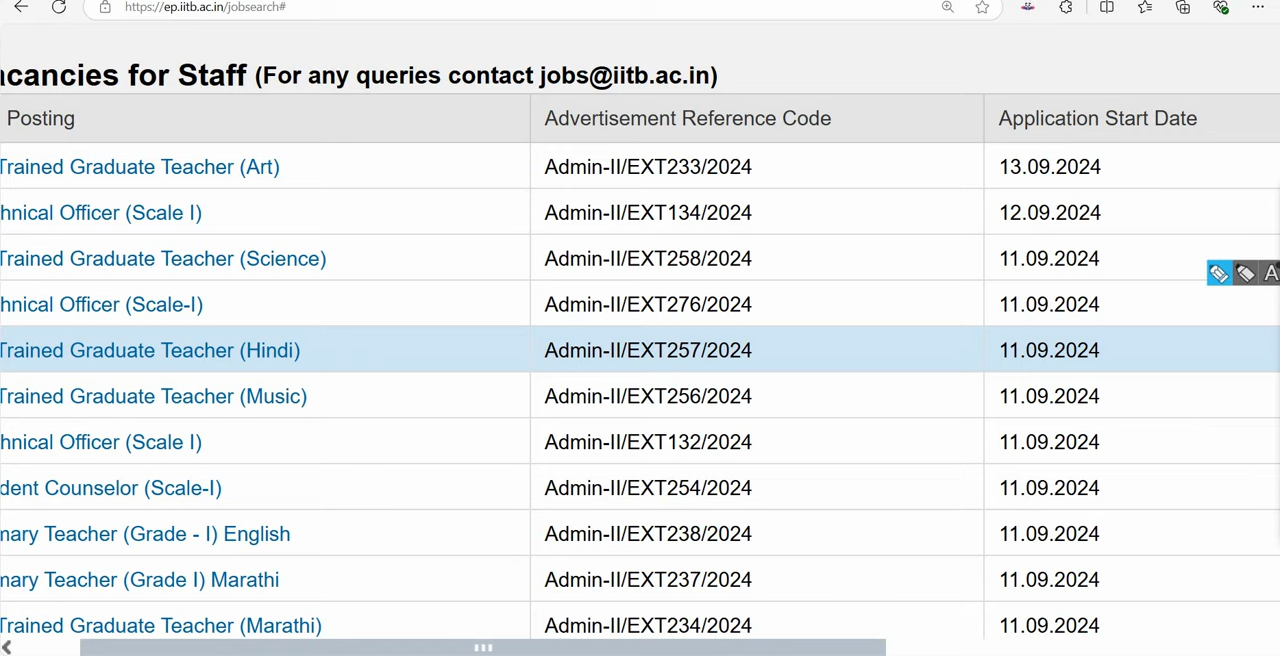 https://ep.iitb.ac.in/jobsearch#
acancies for Staff (For any queries contact jobs@iitb.ac.in)
Posting Advertisement Reference Code Application Start Date
Trained Graduate Teacher (Art) Admin-II/EXT233/2024 13.09.2024
hnical Officer (Scale I) Admin-II/EXT134/2024 12.09.2024
Trained Graduate Teacher (Science) Admin-II/EXT258/2024 11.09.2024
hnical Officer (Scale-I) Admin-II/EXT276/2024 11.09.2024
Trained Graduate Teacher (Hindi) Admin-II/EXT257/2024 11.09.2024
Trained Graduate Teacher (Music) Admin-II/EXT256/2024 11.09.2024
hnical Officer (Scale I) Admin-II/EXT132/2024 11.09.2024
dent Counselor (Scale-I) Admin-II/EXT254/2024 11.09.2024
mary Teacher (Grade - I) English Admin-II/EXT238/2024 11.09.2024
mary Teacher (Grade I) Marathi Admin-II/EXT237/2024 11.09.2024
Trained Graduate Teacher (Marathi) Admin-II/EXT234/2024 11.09.2024